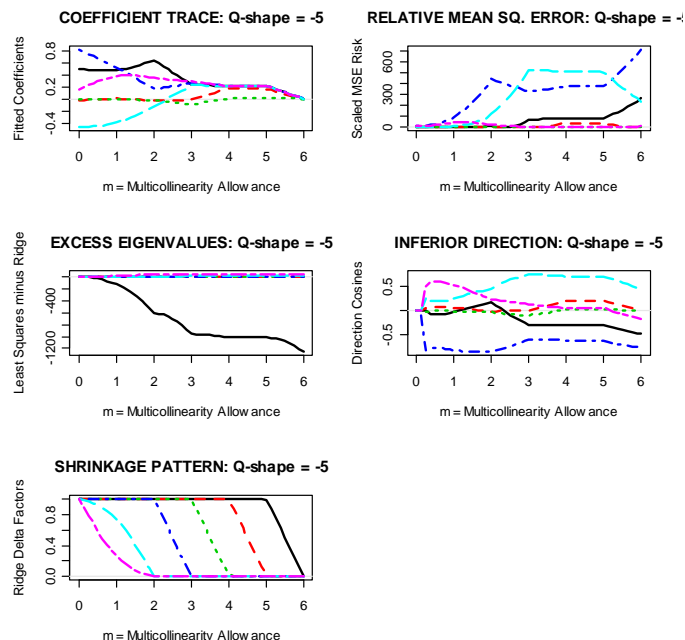 COEFFICIENT TRACE: Q-shape = -5
Fitted Coefficients
0.8
0.2
-0.4
0 1 2 3 4 5 6
m = Multicollinearity Allowance
RELATIVE MEAN SQ. ERROR: Q-shape = -5
Scaled MSE Risk
600
300
0
0 1 2 3 4 5 6
m = Multicollinearity Allowance
EXCESS EIGENVALUES: Q-shape = -5
Least Squares minus Ridge
-400
-1200
0 1 2 3 4 5 6
m = Multicollinearity Allowance
INFERIOR DIRECTION: Q-shape = -5
Direction Cosines
0.5
-0.5
0 1 2 3 4 5 6
m = Multicollinearity Allowance
SHRINKAGE PATTERN: Q-shape = -5
Ridge Delta Factors
0.8
0.4
0.0
0 1 2 3 4 5 6
m = Multicollinearity Allowance